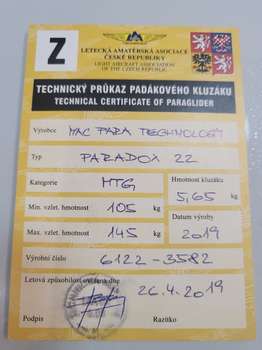 Z
LETECKÁ AMATÉRSKÁ ASOCIACE
ČESKÉ REPUBLIKY
LIGHT AIRCRAFT ASSOCIATION
OF THE CZECH REPUBLIC
TECHNICKÝ PRŮKAZ PADÁKOVÉHO KLUZÁKU
TECHNICAL CERTIFICATE OF PARAGLIDER
Výrobce MAC PARA TECHNOLOGY
Typ PARADOX 22
Kategorie MTG Hmotnost kluzáku
5,65 kg
Min. vzlet. hmotnost 105 kg
Datum výroby
Max. vzlet. hmotnost 145 kg 2019
Výrobní číslo 6122-3582
Letová způsobilost ověřena dne
26.4.2019
Podpis Razítko